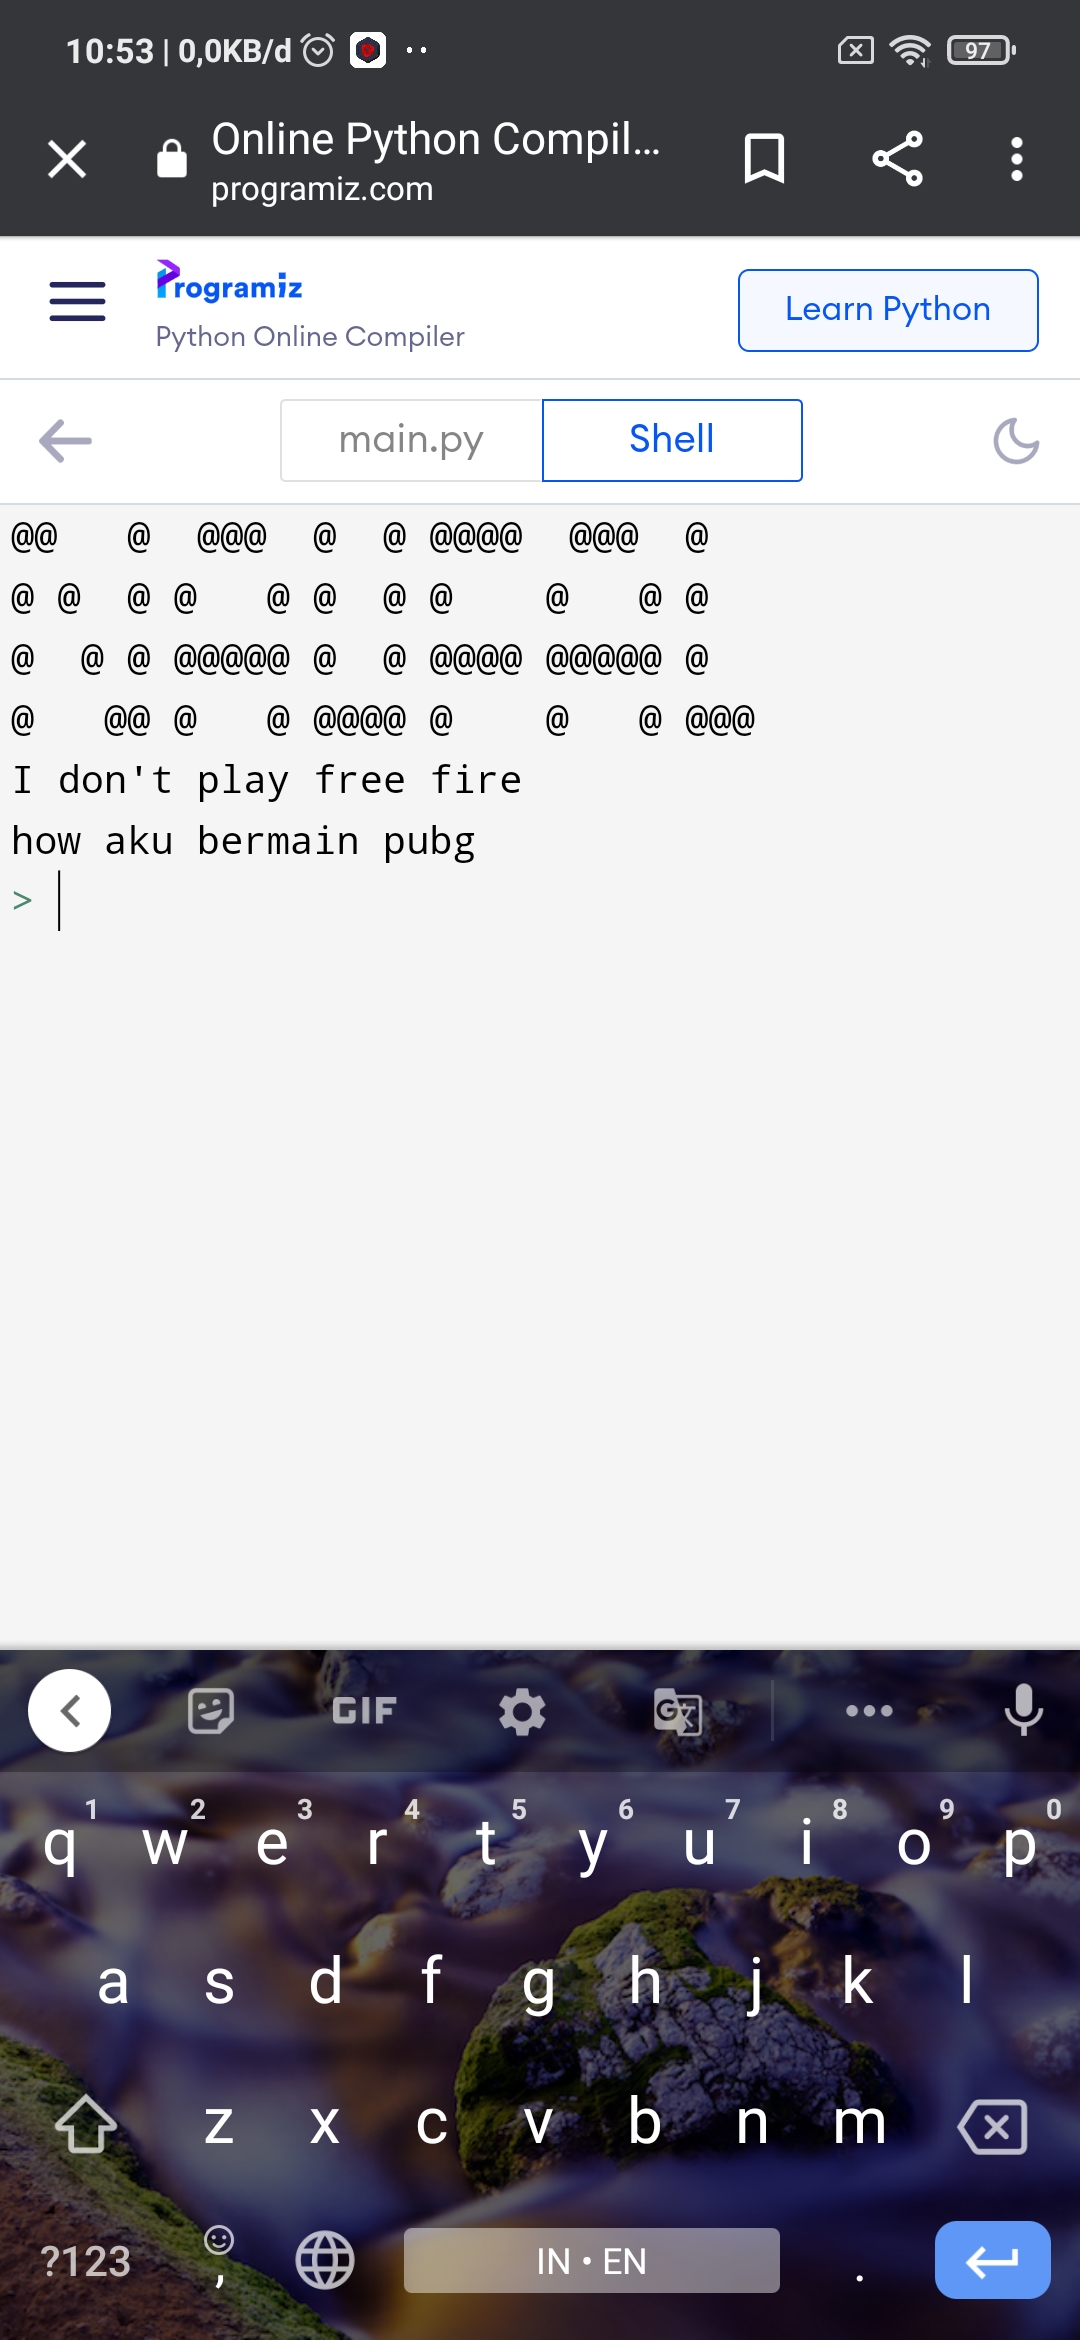 10:53 | 0,0KB/d
97
Online Python Compil...
programiz.com
Programiz
Python Online Compiler
Learn Python
main.py
Shell
@@   @  @@@  @  @ @@@@  @@@  @
@ @  @ @   @ @  @ @    @   @ @
@  @ @ @@@@@ @  @ @@@@ @@@@@ @
@   @@ @   @ @@@@ @    @   @ @@@
I don't play free fire
how aku bermain pubg
>
GIF
1 2 3 4 5 6 7 8 9 0
q w e r t y u i o p
a s d f g h j k l
z x c v b n m
?123 , IN • EN .